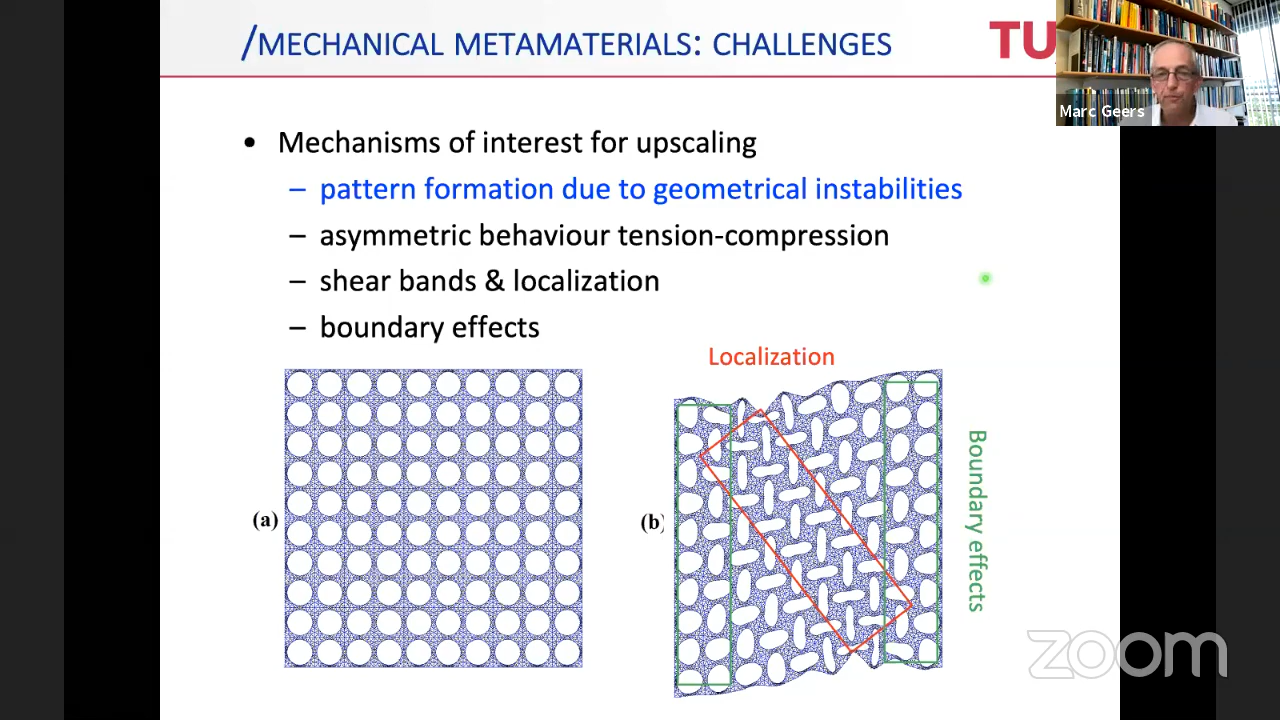 /MECHANICAL METAMATERIALS: CHALLENGES
TU
Marc Geers
• Mechanisms of interest for upscaling
– pattern formation due to geometrical instabilities
– asymmetric behaviour tension-compression
– shear bands & localization
– boundary effects
Localization
(a)
(b)
Boundary effects
zoom